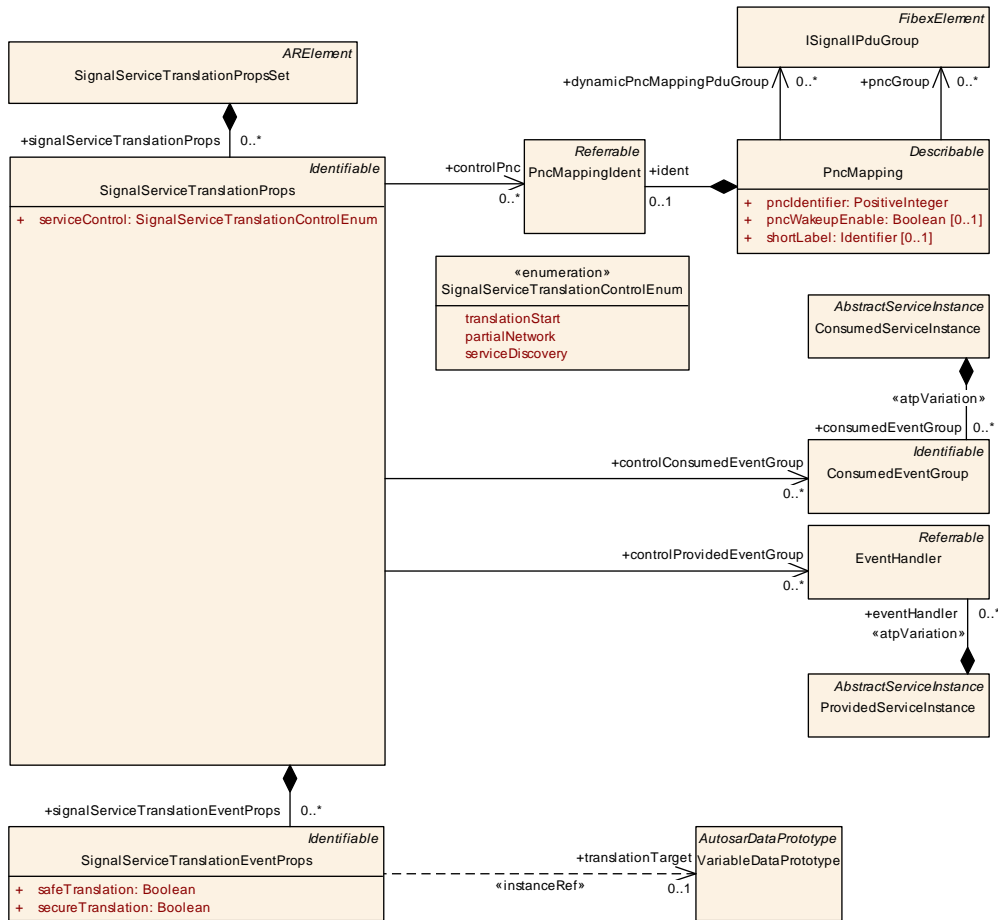 FibexElement
ISignalIPduGroup
ARElement
SignalServiceTranslationPropsSet
+dynamicPncMappingPduGroup 0..*
+pncGroup 0..*
+signalServiceTranslationProps 0..*
Identifiable
SignalServiceTranslationProps
+ serviceControl: SignalServiceTranslationControlEnum
+controlPnc
0..*
Referrable
PncMappingIdent
+ident
0..1
Describable
PncMapping
+ pncIdentifier: PositiveInteger
+ pncWakeupEnable: Boolean [0..1]
+ shortLabel: Identifier [0..1]
«enumeration»
SignalServiceTranslationControlEnum
translationStart
partialNetwork
serviceDiscovery
AbstractServiceInstance
ConsumedServiceInstance
«atpVariation»
+consumedEventGroup 0..*
+controlConsumedEventGroup
0..*
Identifiable
ConsumedEventGroup
+controlProvidedEventGroup
0..*
Referrable
EventHandler
+eventHandler 0..*
«atpVariation»
AbstractServiceInstance
ProvidedServiceInstance
+signalServiceTranslationEventProps 0..*
Identifiable
SignalServiceTranslationEventProps
+ safeTranslation: Boolean
+ secureTranslation: Boolean
+translationTarget
«instanceRef»
0..1
AutosarDataPrototype
VariableDataPrototype